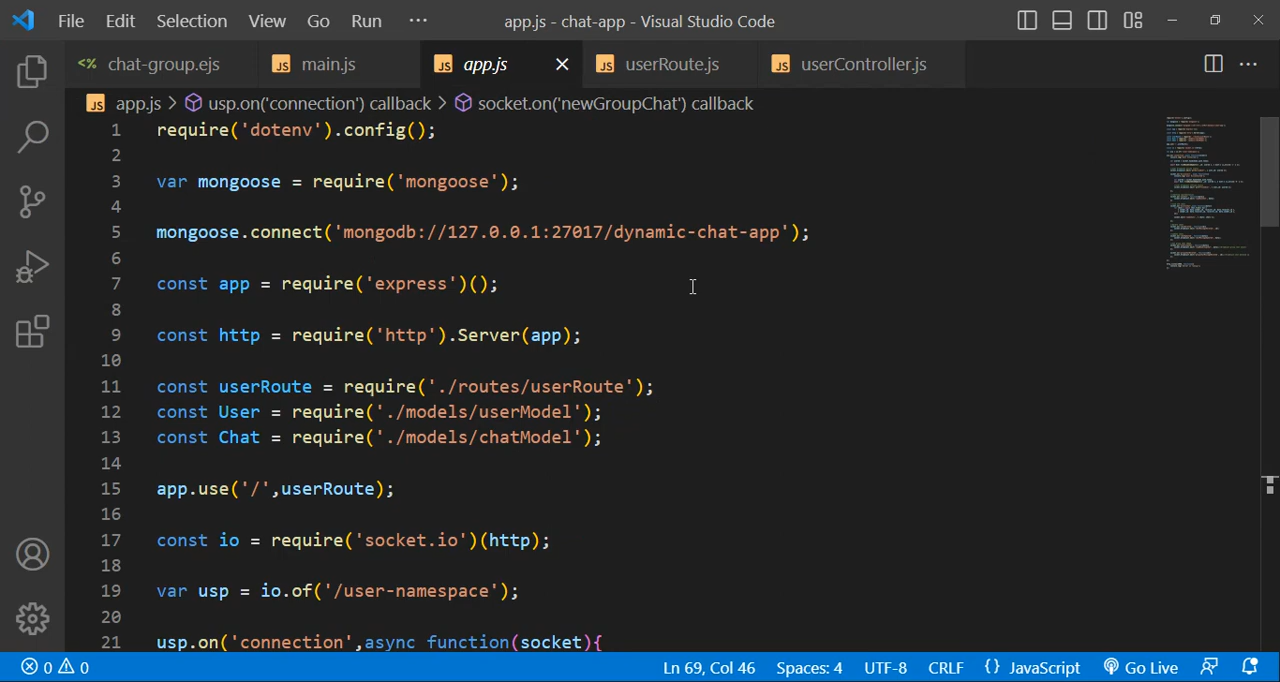 File Edit Selection View Go Run ··· app.js - chat-app - Visual Studio Code
<% chat-group.ejs JS main.js JS app.js JS userRoute.js JS userController.js ···
JS app.js > usp.on('connection') callback > socket.on('newGroupChat') callback
1 require('dotenv').config();
2
3 var mongoose = require('mongoose');
4
5 mongoose.connect('mongodb://127.0.0.1:27017/dynamic-chat-app');
6
7 const app = require('express')();
8
9 const http = require('http').Server(app);
10
11 const userRoute = require('./routes/userRoute');
12 const User = require('./models/userModel');
13 const Chat = require('./models/chatModel');
14
15 app.use('/',userRoute);
16
17 const io = require('socket.io')(http);
18
19 var usp = io.of('/user-namespace');
20
21 usp.on('connection',async function(socket){
0 0 Ln 69, Col 46 Spaces: 4 UTF-8 CRLF {} JavaScript Go Live